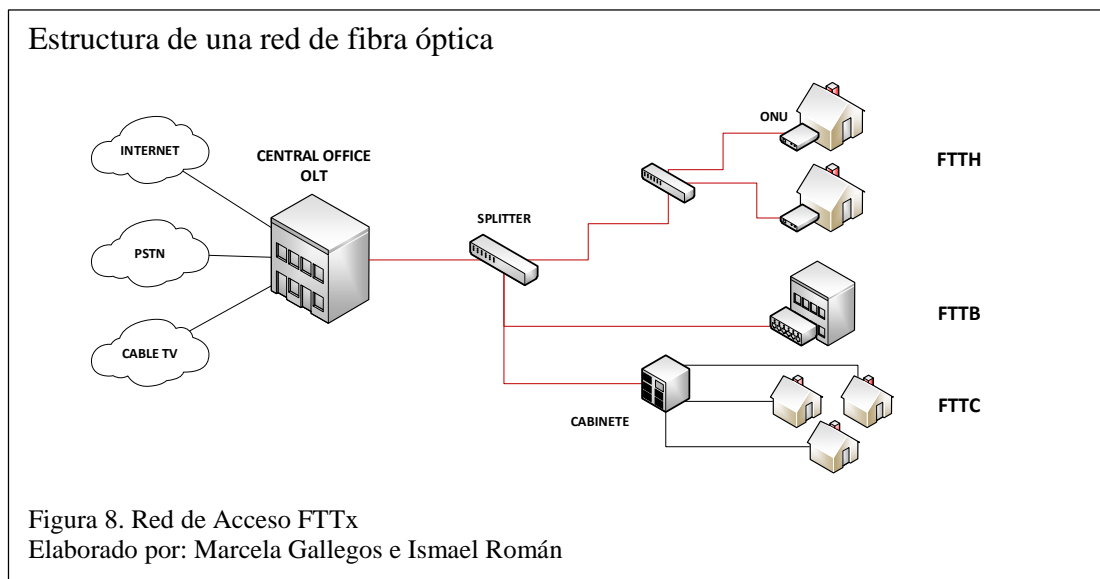 Estructura de una red de fibra óptica
INTERNET
PSTN
CABLE TV
CENTRAL OFFICE
OLT
SPLITTER
ONU
FTTH
FTTB
CABINETE
FTTC
Figura 8. Red de Acceso FTTx
Elaborado por: Marcela Gallegos e Ismael Román